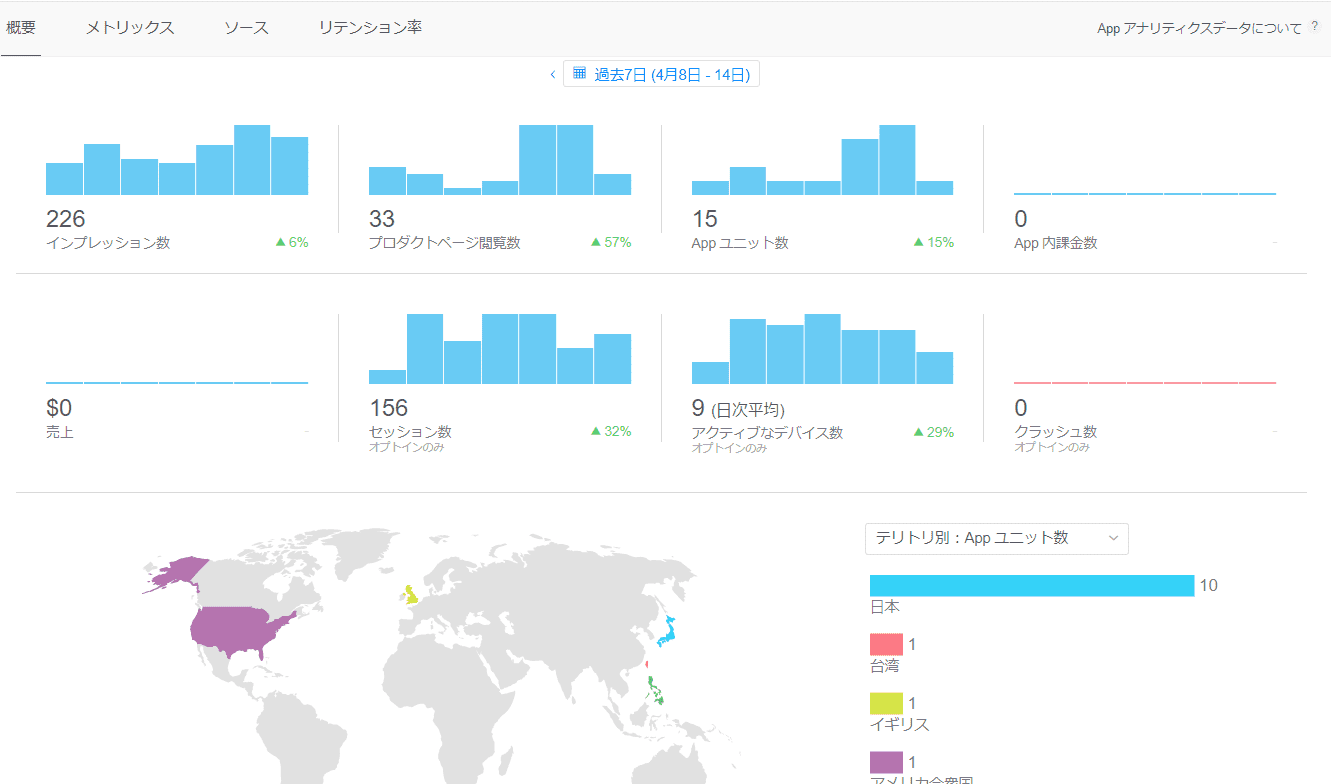 概要 メトリックス ソース リテンション率 App アナリティクスデータについて ?
‹ 過去7日 (4月8日 - 14日)
226 33 15 0
インプレッション数 ▲6% プロダクトページ閲覧数 ▲57% App ユニット数 ▲15% App 内課金数 -
$0 156 9 (日次平均) 0
売上 - セッション数 ▲32% アクティブなデバイス数 ▲29% クラッシュ数 -
オプトインのみ オプトインのみ オプトインのみ
テリトリ別：App ユニット数
10
日本
1
台湾
1
イギリス
1
アメリカ合衆国